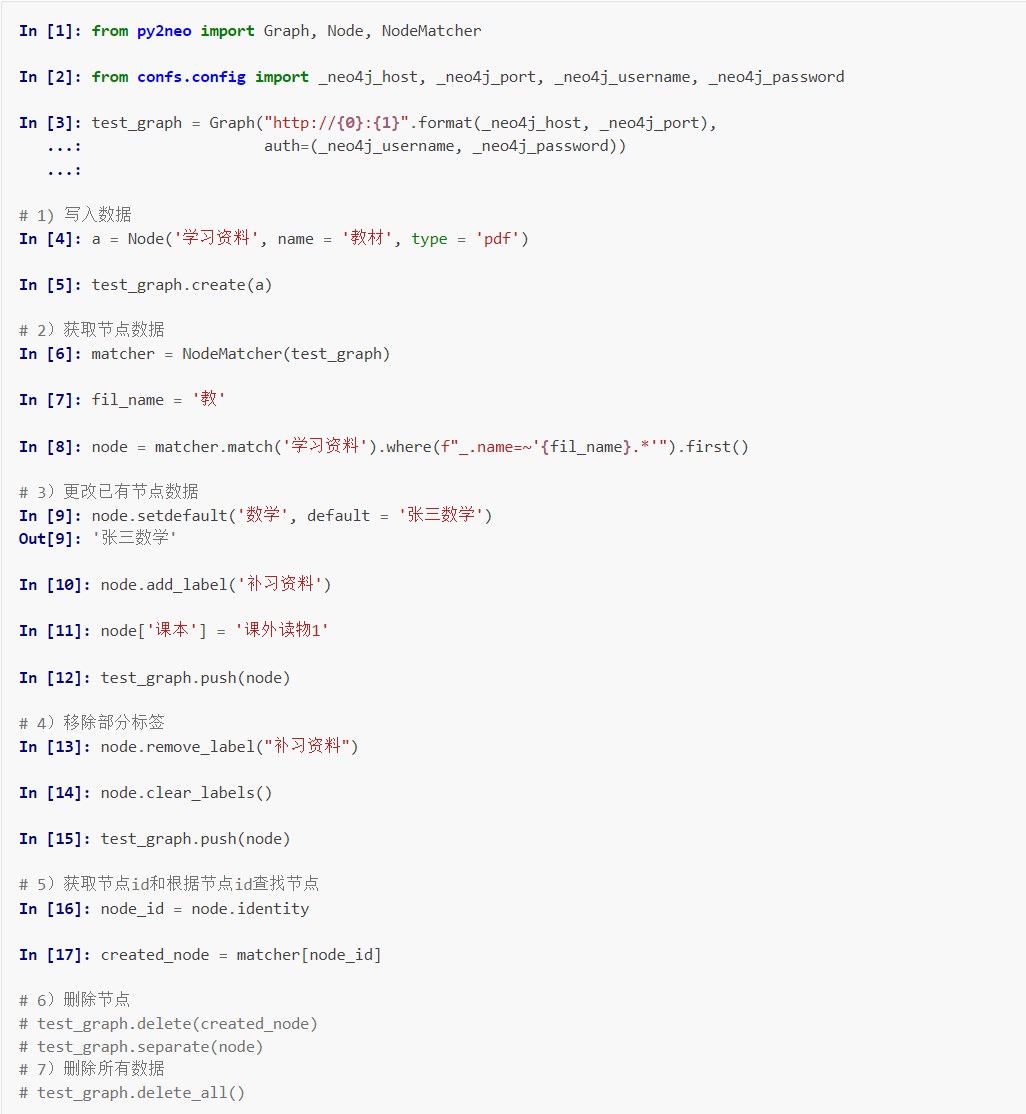 In [1]: from py2neo import Graph, Node, NodeMatcher
In [2]: from confs.config import _neo4j_host, _neo4j_port, _neo4j_username, _neo4j_password
In [3]: test_graph = Graph("http://{0}:{1}".format(_neo4j_host, _neo4j_port),
   ...:                    auth=(_neo4j_username, _neo4j_password))
   ...:
# 1) 写入数据
In [4]: a = Node('学习资料', name = '教材', type = 'pdf')
In [5]: test_graph.create(a)
# 2）获取节点数据
In [6]: matcher = NodeMatcher(test_graph)
In [7]: fil_name = '教'
In [8]: node = matcher.match('学习资料').where(f"_.name=~'{fil_name}.*'").first()
# 3）更改已有节点数据
In [9]: node.setdefault('数学', default = '张三数学')
Out[9]: '张三数学'
In [10]: node.add_label('补习资料')
In [11]: node['课本'] = '课外读物1'
In [12]: test_graph.push(node)
# 4）移除部分标签
In [13]: node.remove_label("补习资料")
In [14]: node.clear_labels()
In [15]: test_graph.push(node)
# 5）获取节点id和根据节点id查找节点
In [16]: node_id = node.identity
In [17]: created_node = matcher[node_id]
# 6）删除节点
# test_graph.delete(created_node)
# test_graph.separate(node)
# 7）删除所有数据
# test_graph.delete_all()